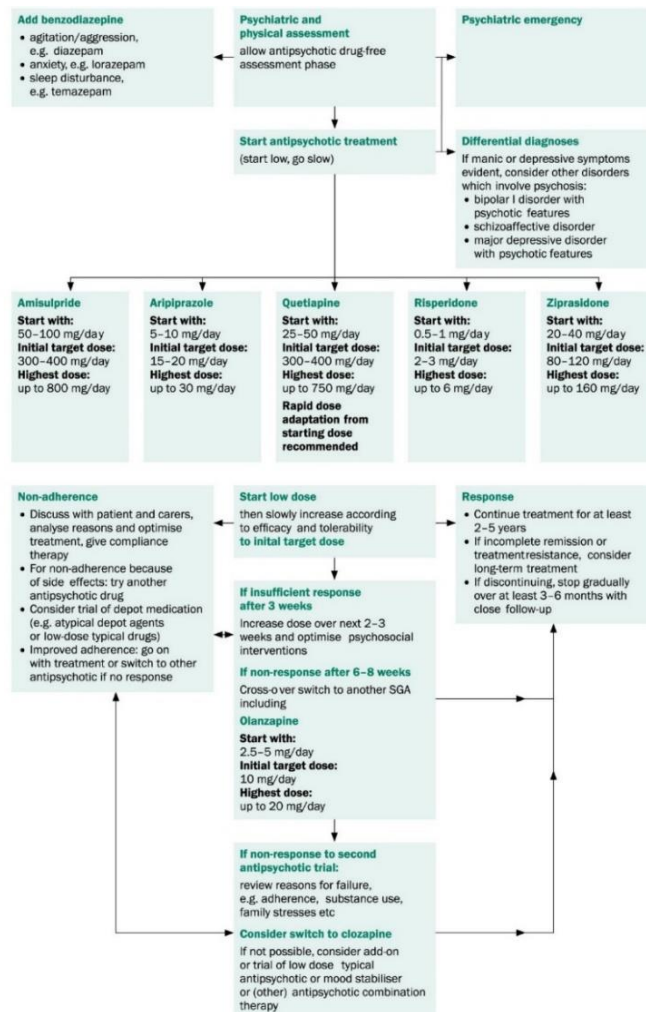 Add benzodiazepine
• agitation/aggression,
e.g. diazepam
• anxiety, e.g. lorazepam
• sleep disturbance,
e.g. temazepam
Psychiatric and
physical assessment
allow antipsychotic drug-free
assessment phase
Psychiatric emergency
Start antipsychotic treatment
(start low, go slow)
Differential diagnoses
If manic or depressive symptoms
evident, consider other disorders
which involve psychosis:
• bipolar I disorder with
psychotic features
• schizoaffective disorder
• major depressive disorder
with psychotic features
Amisulpride
Start with:
50–100 mg/day
Initial target dose:
300–400 mg/day
Highest dose:
up to 800 mg/day
Aripiprazole
Start with:
5–10 mg/day
Initial target dose:
15–20 mg/day
Highest dose:
up to 30 mg/day
Quetiapine
Start with:
25–50 mg/day
Initial target dose:
300–400 mg/day
Highest dose:
up to 750 mg/day
Rapid dose
adaptation from
starting dose
recommended
Risperidone
Start with:
0.5–1 mg/day
Initial target dose:
2–3 mg/day
Highest dose:
up to 6 mg/day
Ziprasidone
Start with:
20–40 mg/day
Initial target dose:
80–120 mg/day
Highest dose:
up to 160 mg/day
Non-adherence
• Discuss with patient and carers,
analyse reasons and optimise
treatment, give compliance
therapy
• For non-adherence because
of side effects: try another
antipsychotic drug
• Consider trial of depot medication
(e.g. atypical depot agents
or low-dose typical drugs)
• Improved adherence: go on
with treatment or switch to other
antipsychotic if no response
Start low dose
then slowly increase according
to efficacy and tolerability
to inital target dose
If insufficient response
after 3 weeks
Increase dose over next 2–3
weeks and optimise psychosocial
interventions
If non-response after 6–8 weeks
Cross-over switch to another SGA
including
Olanzapine
Start with:
2.5–5 mg/day
Initial target dose:
10 mg/day
Highest dose:
up to 20 mg/day
Response
• Continue treatment for at least
2–5 years
• If incomplete remission or
treatment resistance, consider
long-term treatment
• If discontinuing, stop gradually
over at least 3–6 months with
close follow-up
If non-response to second
antipsychotic trial:
review reasons for failure,
e.g. adherence, substance use,
family stresses etc
Consider switch to clozapine
If not possible, consider add-on
or trial of low dose typical
antipsychotic or mood stabiliser
or (other) antipsychotic combination
therapy